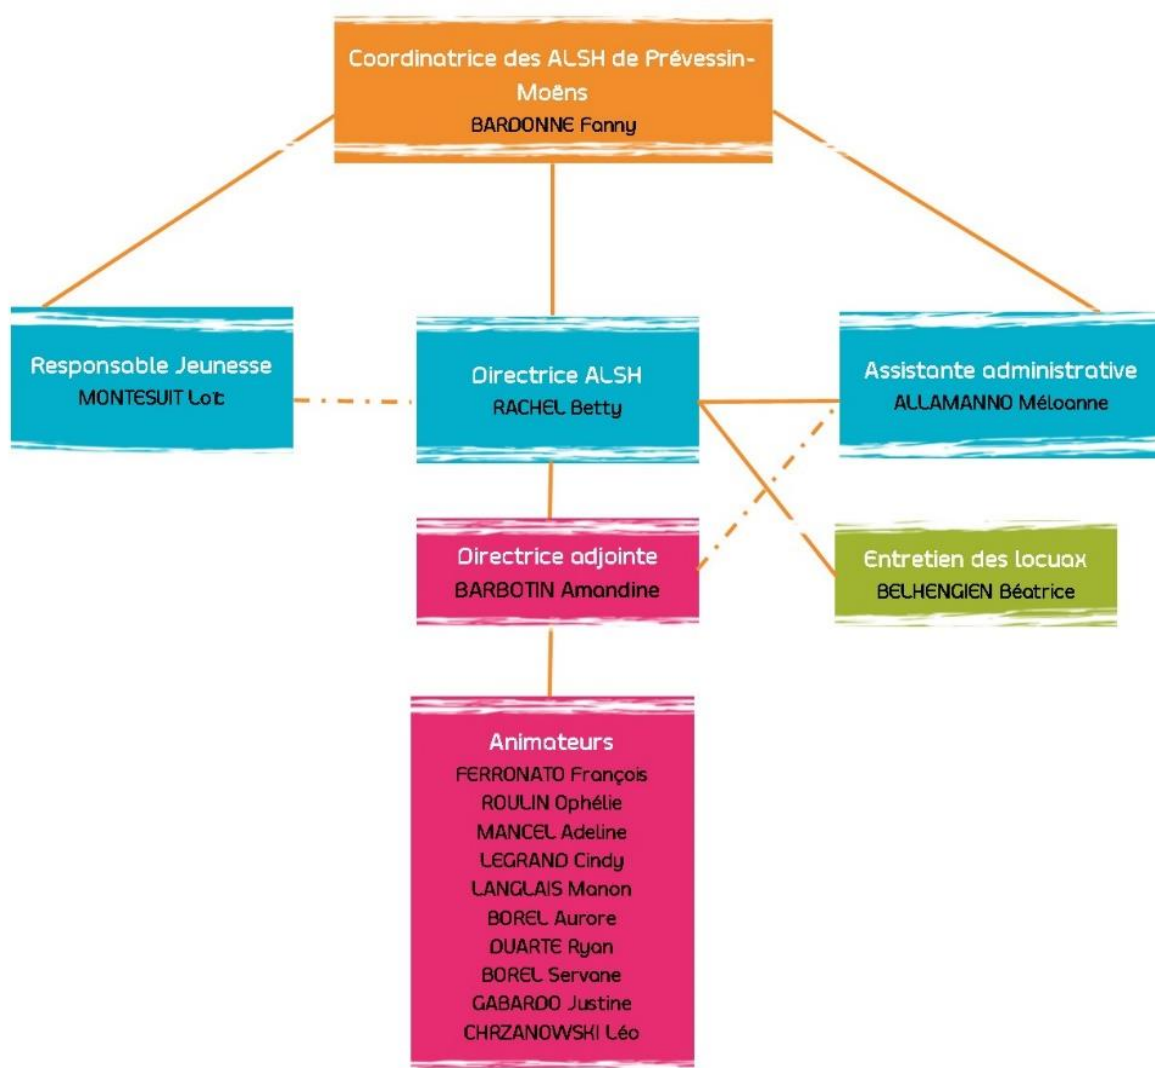 Coordinatrice des ALSH de Prévessin-
Moëns
BARDONNE Fanny
Responsable Jeunesse
MONTESUIT Loïc
Directrice ALSH
RACHEL Betty
Assistante administrative
ALLAMANNO Méloanne
Directrice adjointe
BARBOTIN Amandine
Entretien des locuax
BELHENGIEN Béatrice
Animateurs
FERRONATO François
ROULIN Ophélie
MANCEL Adeline
LEGRAND Cindy
LANGLAIS Manon
BOREL Aurore
DUARTE Ryan
BOREL Servane
GABARDO Justine
CHRZANOWSKI Léo